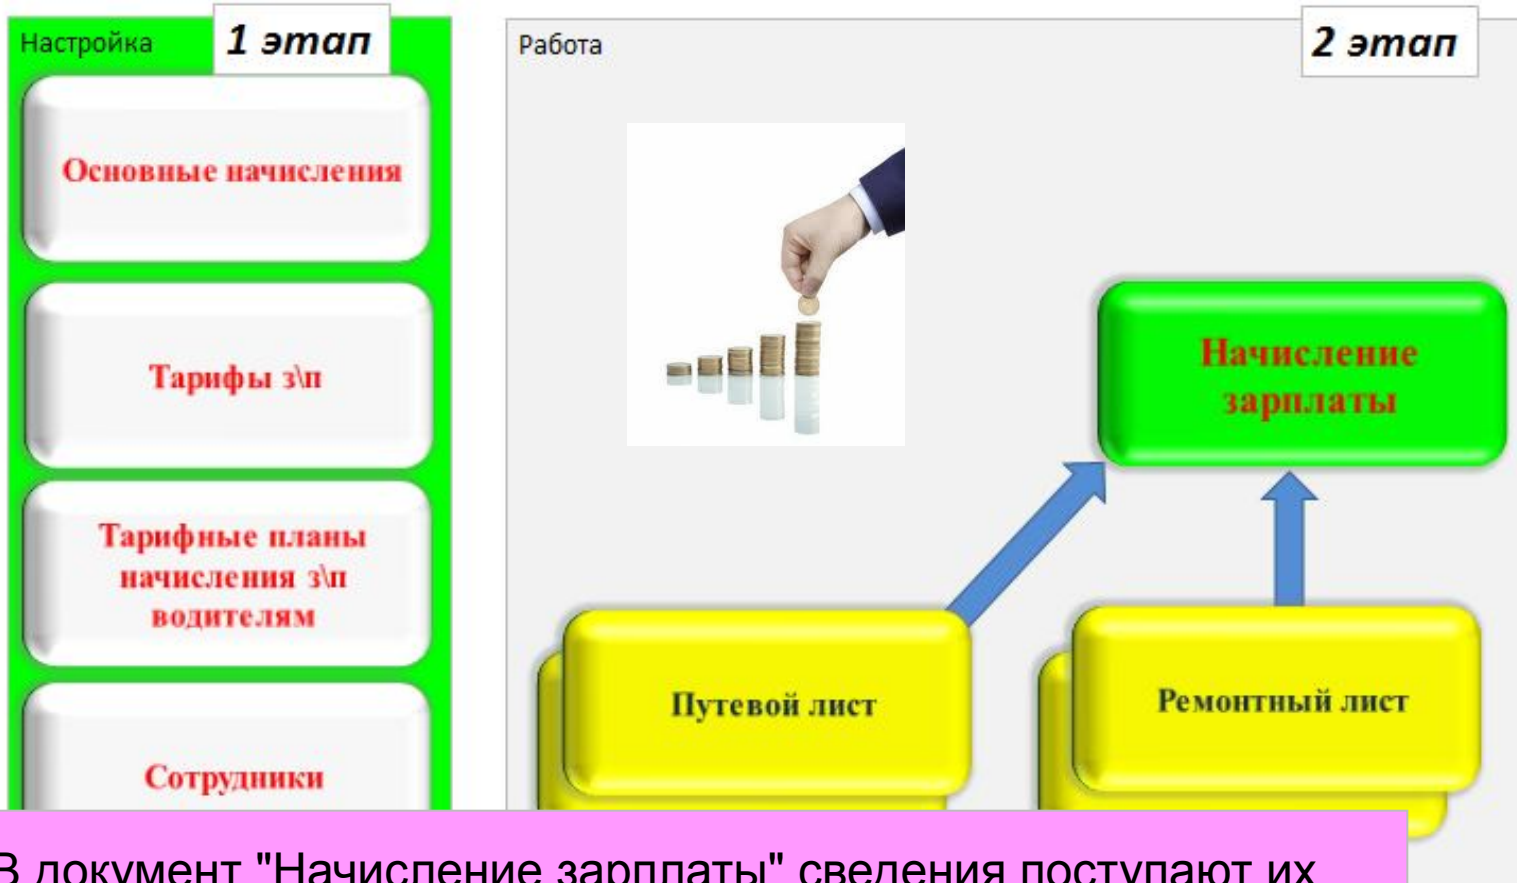 Настройка
1 этап
Основные начисления
Тарифы з\п
Тарифные планы
начисления з\п
водителям
Сотрудники
Работа
2 этап
Начисление
зарплаты
Путевой лист
Ремонтный лист
В документ "Начисление зарплаты" сведения поступают их